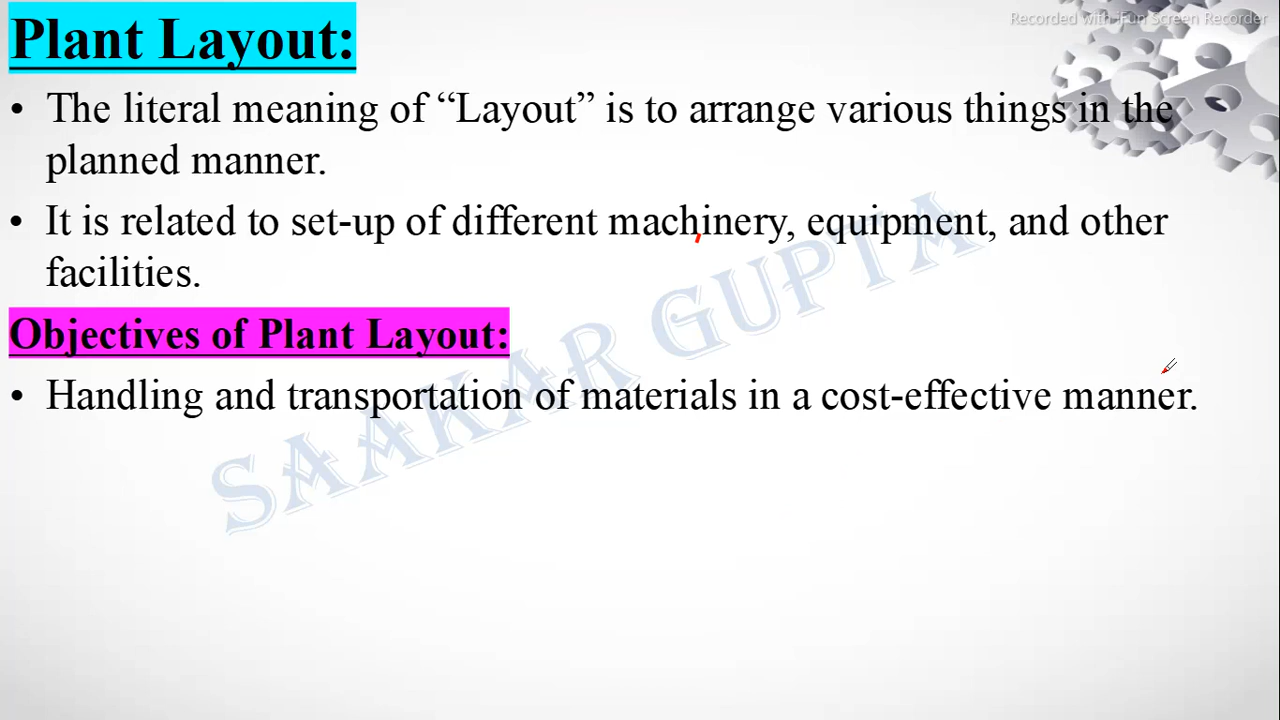 Plant Layout:
Recorded with iFun Screen Recorder
• The literal meaning of “Layout” is to arrange various things in the
planned manner.
• It is related to set-up of different machinery, equipment, and other
facilities.
Objectives of Plant Layout:
• Handling and transportation of materials in a cost-effective manner.
SAAKAR GUPTA